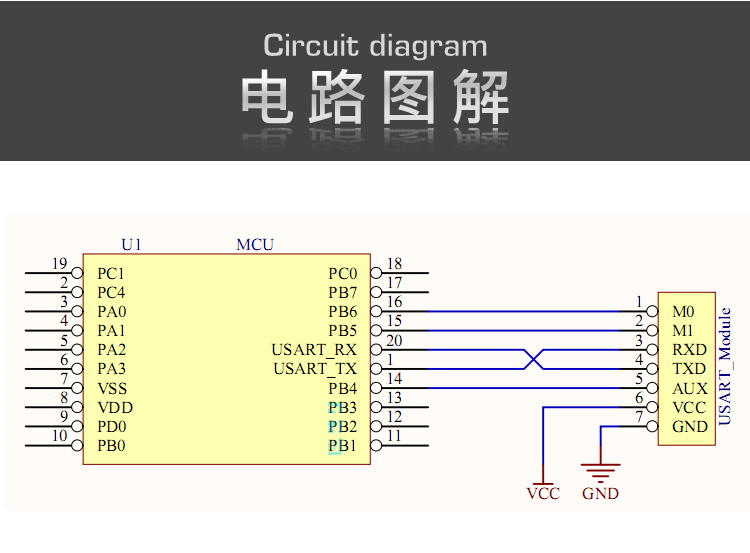 Circuit diagram
电路图解
U1 MCU
19 PC1 PC0 18
2 PC4 PB7 17
3 PA0 PB6 16 1 M0
4 PA1 PB5 15 2 M1
5 PA2 USART_RX 20 3 RXD
6 PA3 USART_TX 1 4 TXD
7 VSS PB4 14 5 AUX
8 VDD PB3 13 6 VCC
9 PD0 PB2 12 7 GND
10 PB0 PB1 11
USART_Module
VCC GND